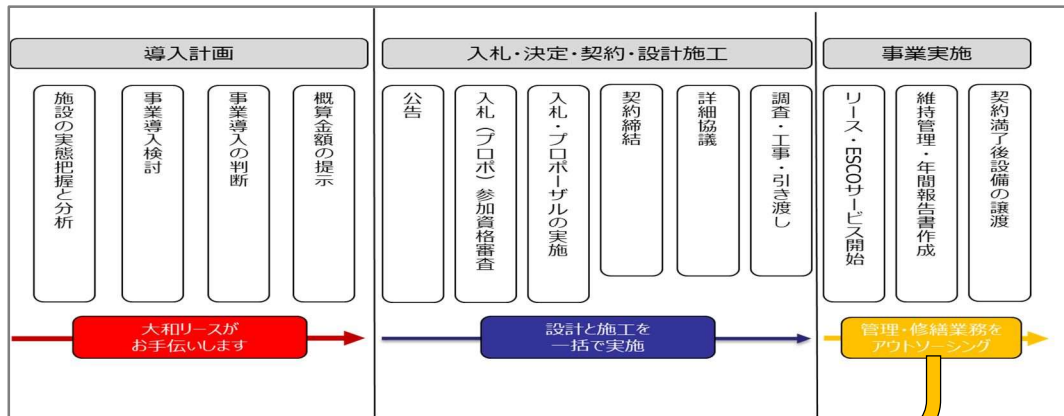 導入計画
施設の実態把握と分析
事業導入検討
事業導入の判断
概算金額の提示
大和リースが
お手伝いします
入札・決定・契約・設計施工
公告
入札（プロポ）参加資格審査
入札・プロポーザルの実施
契約締結
詳細協議
調査・工事・引き渡し
設計と施工を
一括で実施
事業実施
リース・ESCOサービス開始
維持管理・年間報告書作成
契約満了後設備の譲渡
管理・修繕業務を
アウトソーシング